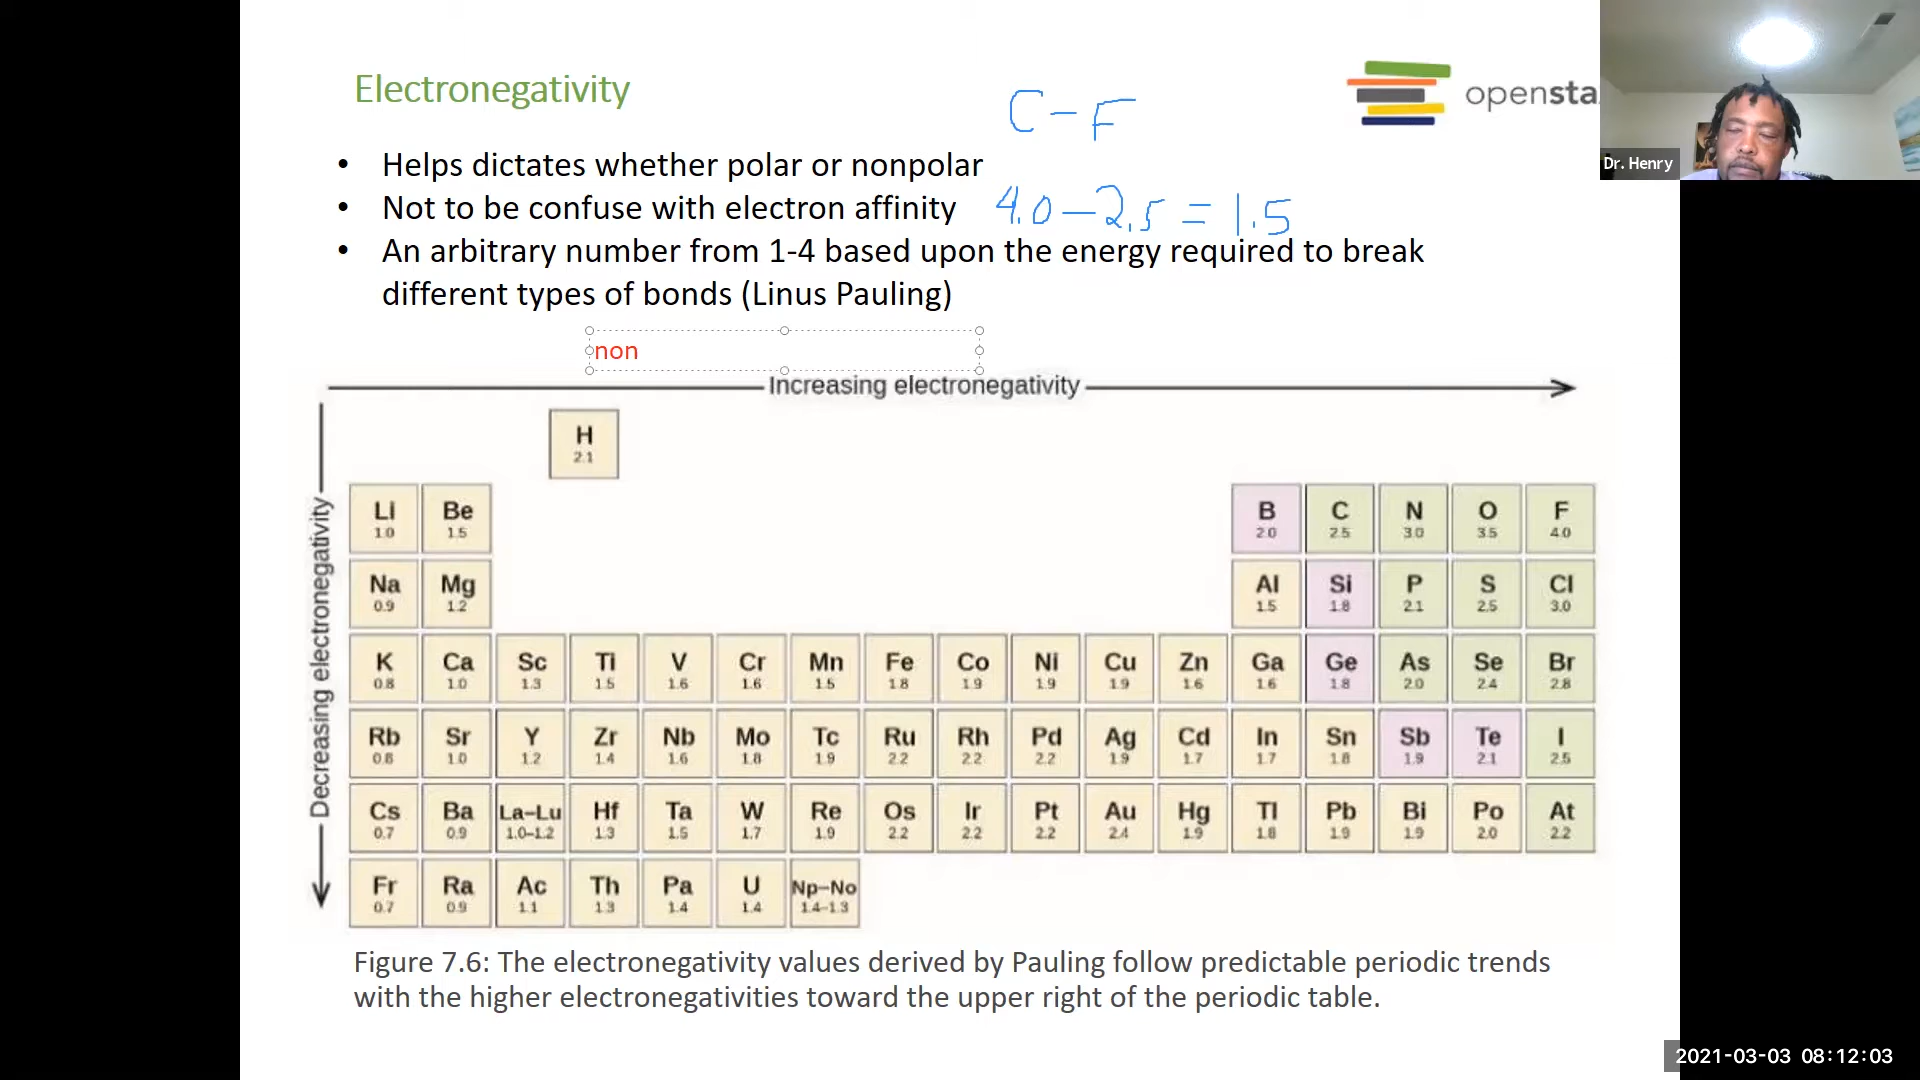 Electronegativity
C - F
opensta
Dr. Henry
• Helps dictates whether polar or nonpolar
• Not to be confuse with electron affinity
4.0 - 2.5 = 1.5
• An arbitrary number from 1-4 based upon the energy required to break
different types of bonds (Linus Pauling)
non
Increasing electronegativity
Decreasing electronegativity
H
2.1
Li Be B C N O F
1.0 1.5 2.0 2.5 3.0 3.5 4.0
Na Mg Al Si P S Cl
0.9 1.2 1.5 1.8 2.1 2.5 3.0
K Ca Sc Ti V Cr Mn Fe Co Ni Cu Zn Ga Ge As Se Br
0.8 1.0 1.3 1.5 1.6 1.6 1.5 1.8 1.9 1.9 1.9 1.6 1.6 1.8 2.0 2.4 2.8
Rb Sr Y Zr Nb Mo Tc Ru Rh Pd Ag Cd In Sn Sb Te I
0.8 1.0 1.2 1.4 1.6 1.8 1.9 2.2 2.2 2.2 1.9 1.7 1.7 1.8 1.9 2.1 2.5
Cs Ba La–Lu Hf Ta W Re Os Ir Pt Au Hg Tl Pb Bi Po At
0.7 0.9 1.0–1.2 1.3 1.5 1.7 1.9 2.2 2.2 2.2 2.4 1.9 1.8 1.9 1.9 2.0 2.2
Fr Ra Ac Th Pa U Np–No
0.7 0.9 1.1 1.3 1.4 1.4 1.4–1.3
Figure 7.6: The electronegativity values derived by Pauling follow predictable periodic trends
with the higher electronegativities toward the upper right of the periodic table.
2021-03-03 08:12:03